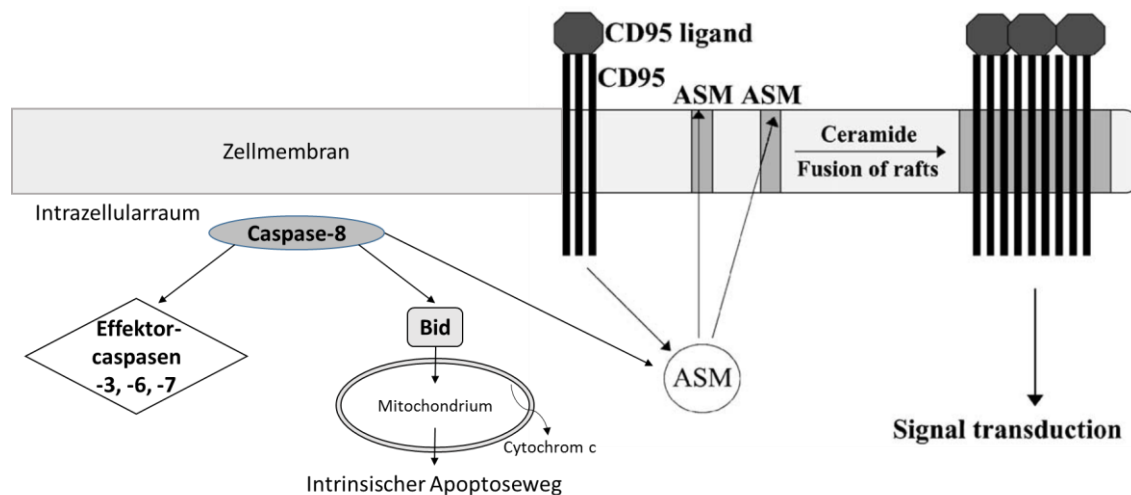 CD95 ligand
CD95
ASM ASM
Zellmembran
Ceramide
Fusion of rafts
Intrazellularraum
Caspase-8
Effektor-
caspasen
-3, -6, -7
Bid
Mitochondrium
Cytochrom c
Intrinsischer Apoptoseweg
ASM
Signal transduction